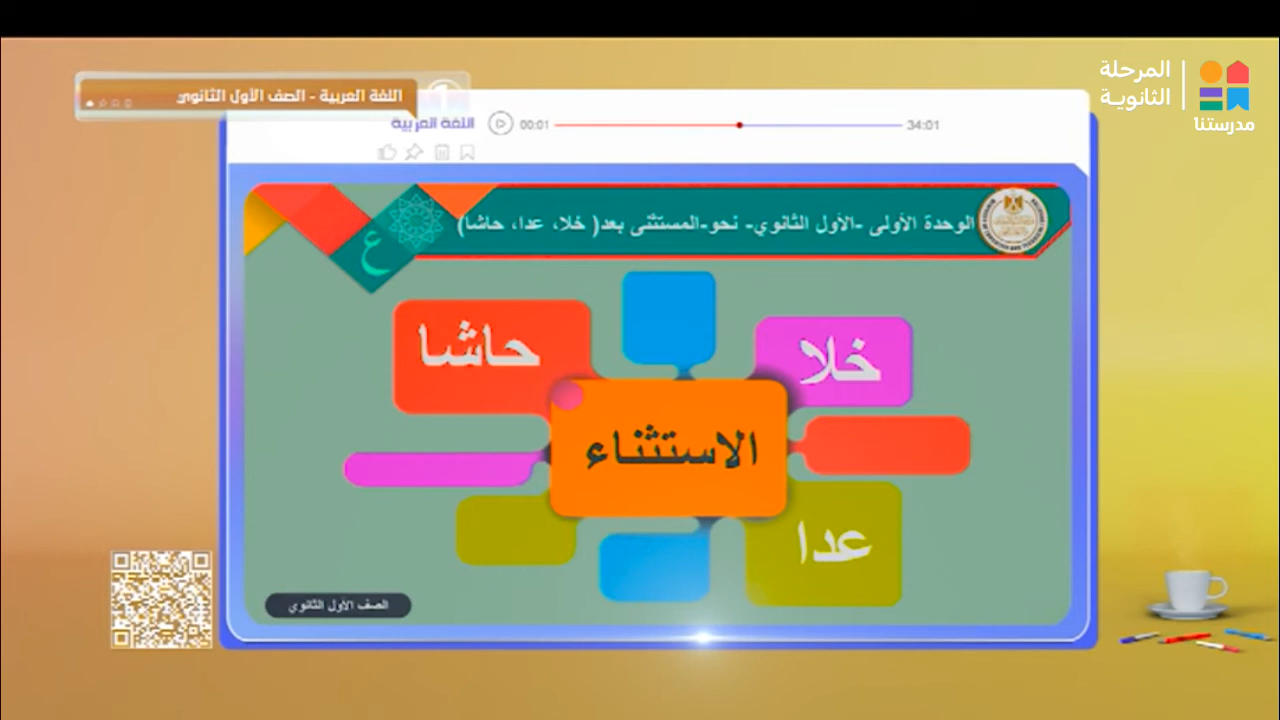 المرحلة
الثانوية
مدرستنا
اللغة العربية - الصف الأول الثانوي
اللغة العربية
00:01
34:01
الوحدة الأولى -الأول الثانوي- نحو-المستثنى بعد( خلا، عدا، حاشا)
ع
خلا
حاشا
الاستثناء
عدا
الصف الأول الثانوي